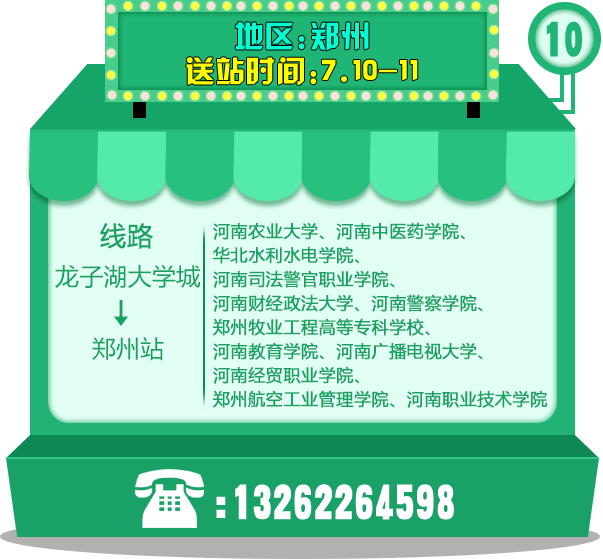 地区:郑州
送站时间:7.10-11
10
线路
龙子湖大学城
郑州站
河南农业大学、河南中医药学院、
华北水利水电学院、
河南司法警官职业学院、
河南财经政法大学、河南警察学院、
郑州牧业工程高等专科学校、
河南教育学院、河南广播电视大学、
河南经贸职业学院、
郑州航空工业管理学院、河南职业技术学院
:13262264598